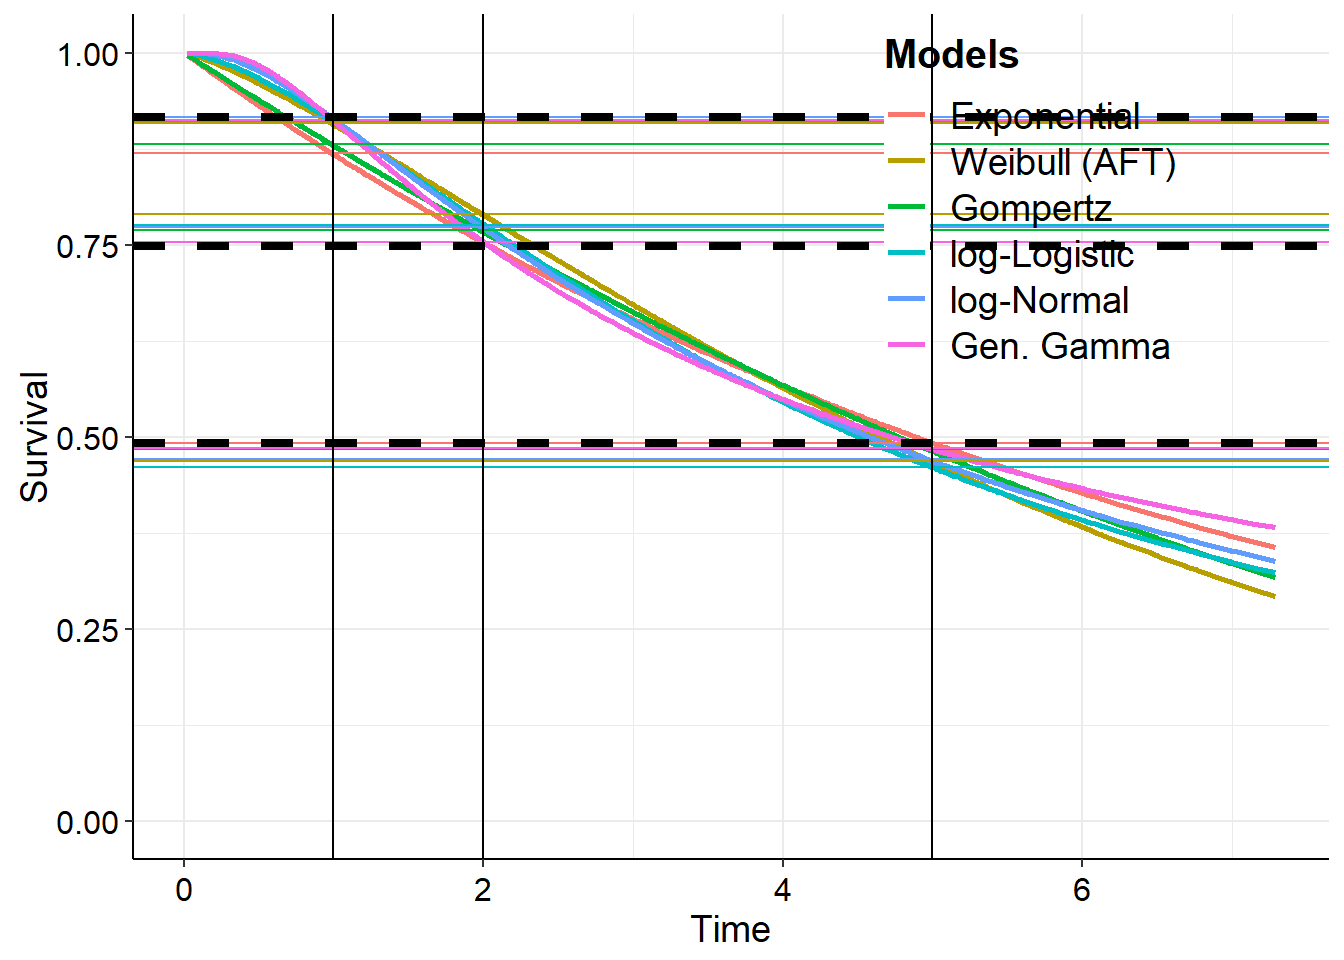 Models
Exponential
Weibull (AFT)
Gompertz
log-Logistic
log-Normal
Gen. Gamma
1.00
0.75
0.50
0.25
0.00
Survival
0 2 4 6
Time